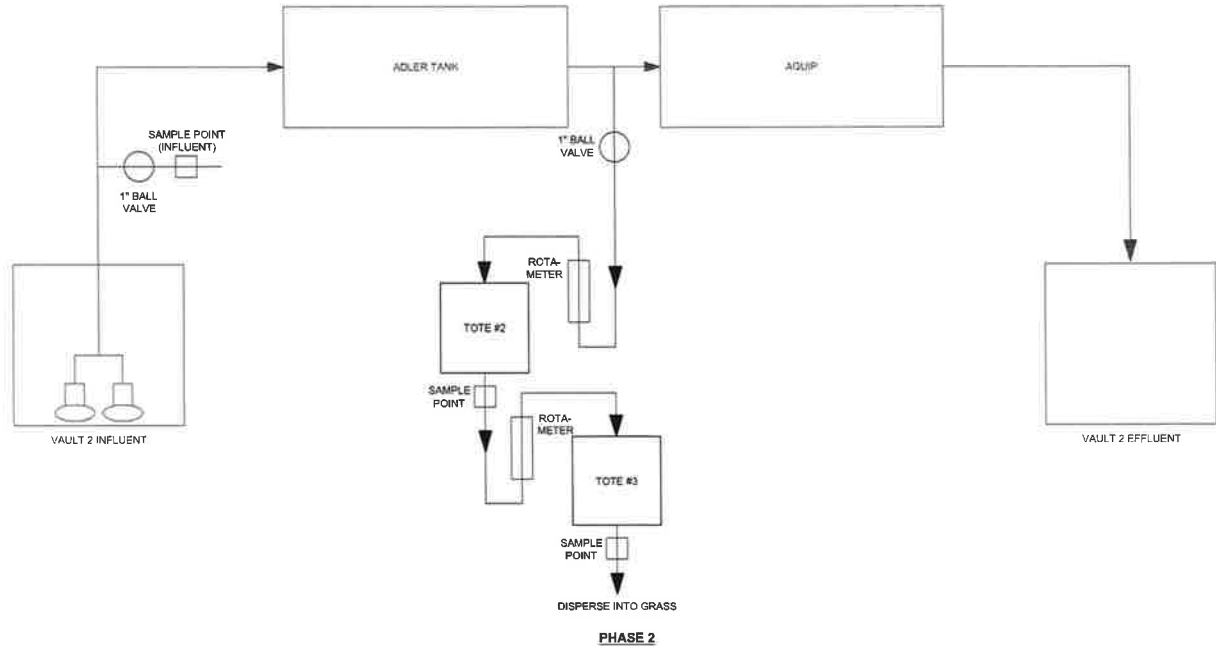 ADLER TANK
AQUIP
SAMPLE POINT
(INFLUENT)
1" BALL
VALVE
1" BALL
VALVE
ROTA-
METER
TOTE #2
SAMPLE
POINT
ROTA-
METER
VAULT 2 INFLUENT
VAULT 2 EFFLUENT
TOTE #3
SAMPLE
POINT
DISPERSE INTO GRASS
PHASE 2